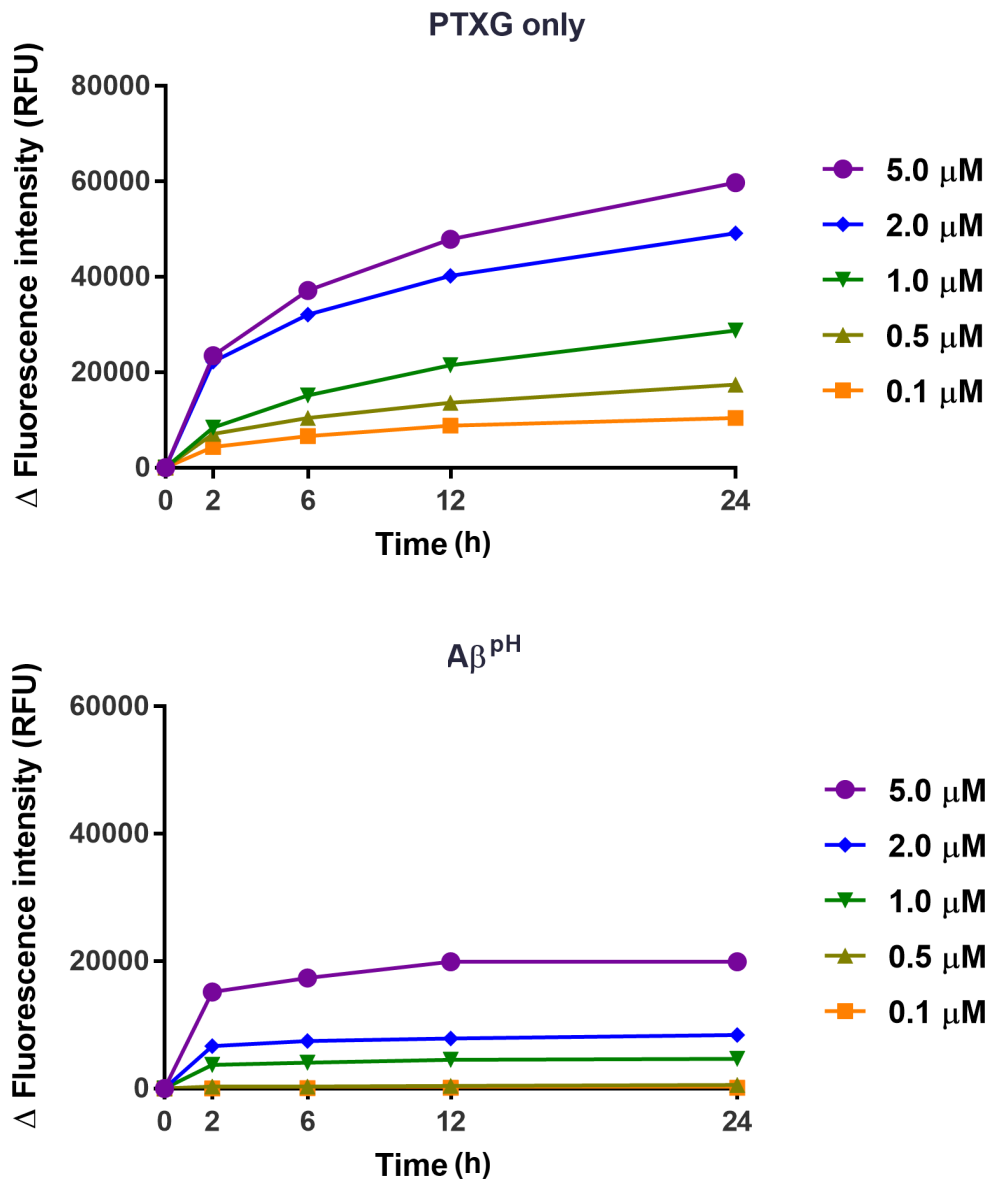 PTXG only
Δ Fluorescence intensity (RFU)
80000
60000
40000
20000
0
0 2 6 12 24
Time (h)
5.0 μM
2.0 μM
1.0 μM
0.5 μM
0.1 μM
Aβ^pH
Δ Fluorescence intensity (RFU)
60000
40000
20000
0
0 2 6 12 24
Time (h)
5.0 μM
2.0 μM
1.0 μM
0.5 μM
0.1 μM